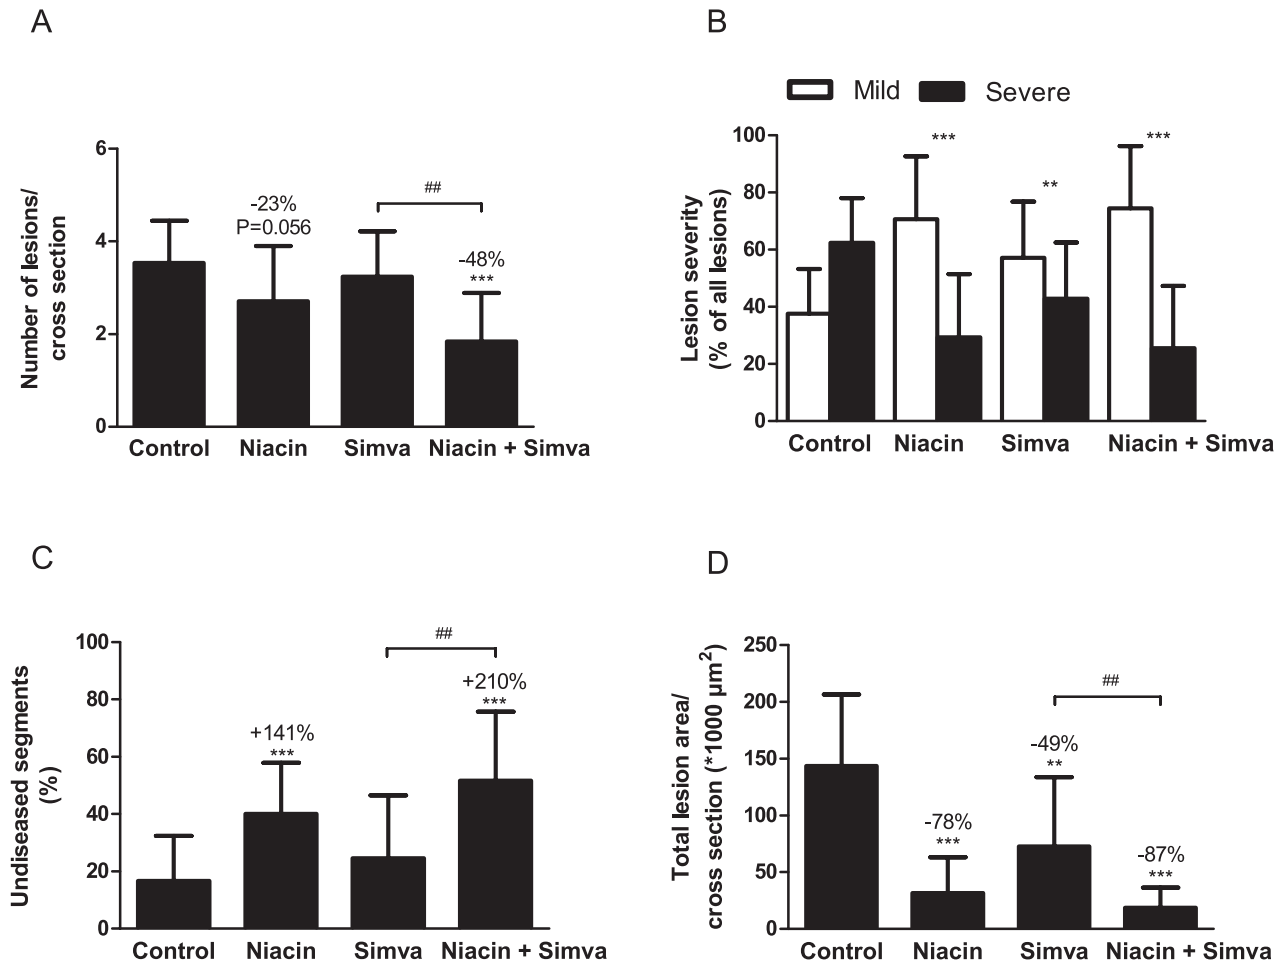 A
Number of lesions/
cross section
6
4
2
0
-23%
P=0.056
##
-48%
***
Control Niacin Simva Niacin + Simva
B
Mild Severe
Lesion severity
(% of all lesions)
100
80
60
40
20
0
***
**
***
Control Niacin Simva Niacin + Simva
C
Undiseased segments
(%)
100
80
60
40
20
0
+141%
***
##
+210%
***
Control Niacin Simva Niacin + Simva
D
Total lesion area/
cross section (*1000 µm²)
250
200
150
100
50
0
-78%
***
-49%
**
##
-87%
***
Control Niacin Simva Niacin + Simva